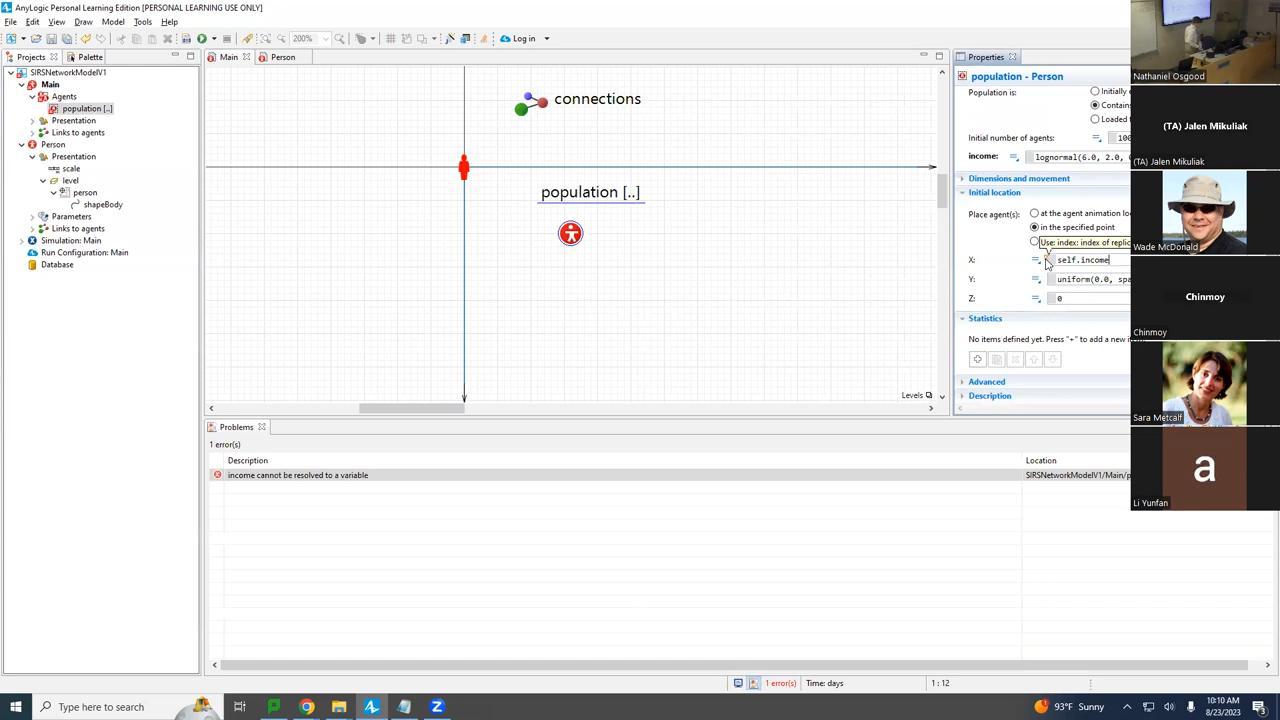 AnyLogic Personal Learning Edition [PERSONAL LEARNING USE ONLY]
File Edit View Draw Model Tools Help
200%
Log in
Projects
Palette
Main
Person
Properties
SIRSNetworkModelV1
Main
Agents
population [..]
Presentation
Links to agents
Person
Presentation
scale
level
person
shapeBody
Parameters
Links to agents
Simulation: Main
Run Configuration: Main
Database
connections
population [..]
Levels
population - Person
Population is:
Initially e
Contains
Loaded f
Initial number of agents:
100
income:
lognormal(6.0, 2.0, 0
Dimensions and movement
Initial location
Place agent(s):
at the agent animation lo
in the specified point
Use: index: index of replic
X:
self.income
Y:
uniform(0.0, spa
Z:
0
Statistics
No items defined yet. Press "+" to add a new i
Advanced
Description
Problems
1 error(s)
Description
Location
income cannot be resolved to a variable
SIRSNetworkModelV1/Main/p
1 error(s)
Time: days
1 : 12
Nathaniel Osgood
(TA) Jalen Mikuliak
(TA) Jalen Mikuliak
Wade McDonald
Chinmoy
Chinmoy
Sara Metcalf
a
Li Yunfan
Type here to search
93°F Sunny
10:10 AM
8/23/2023
3